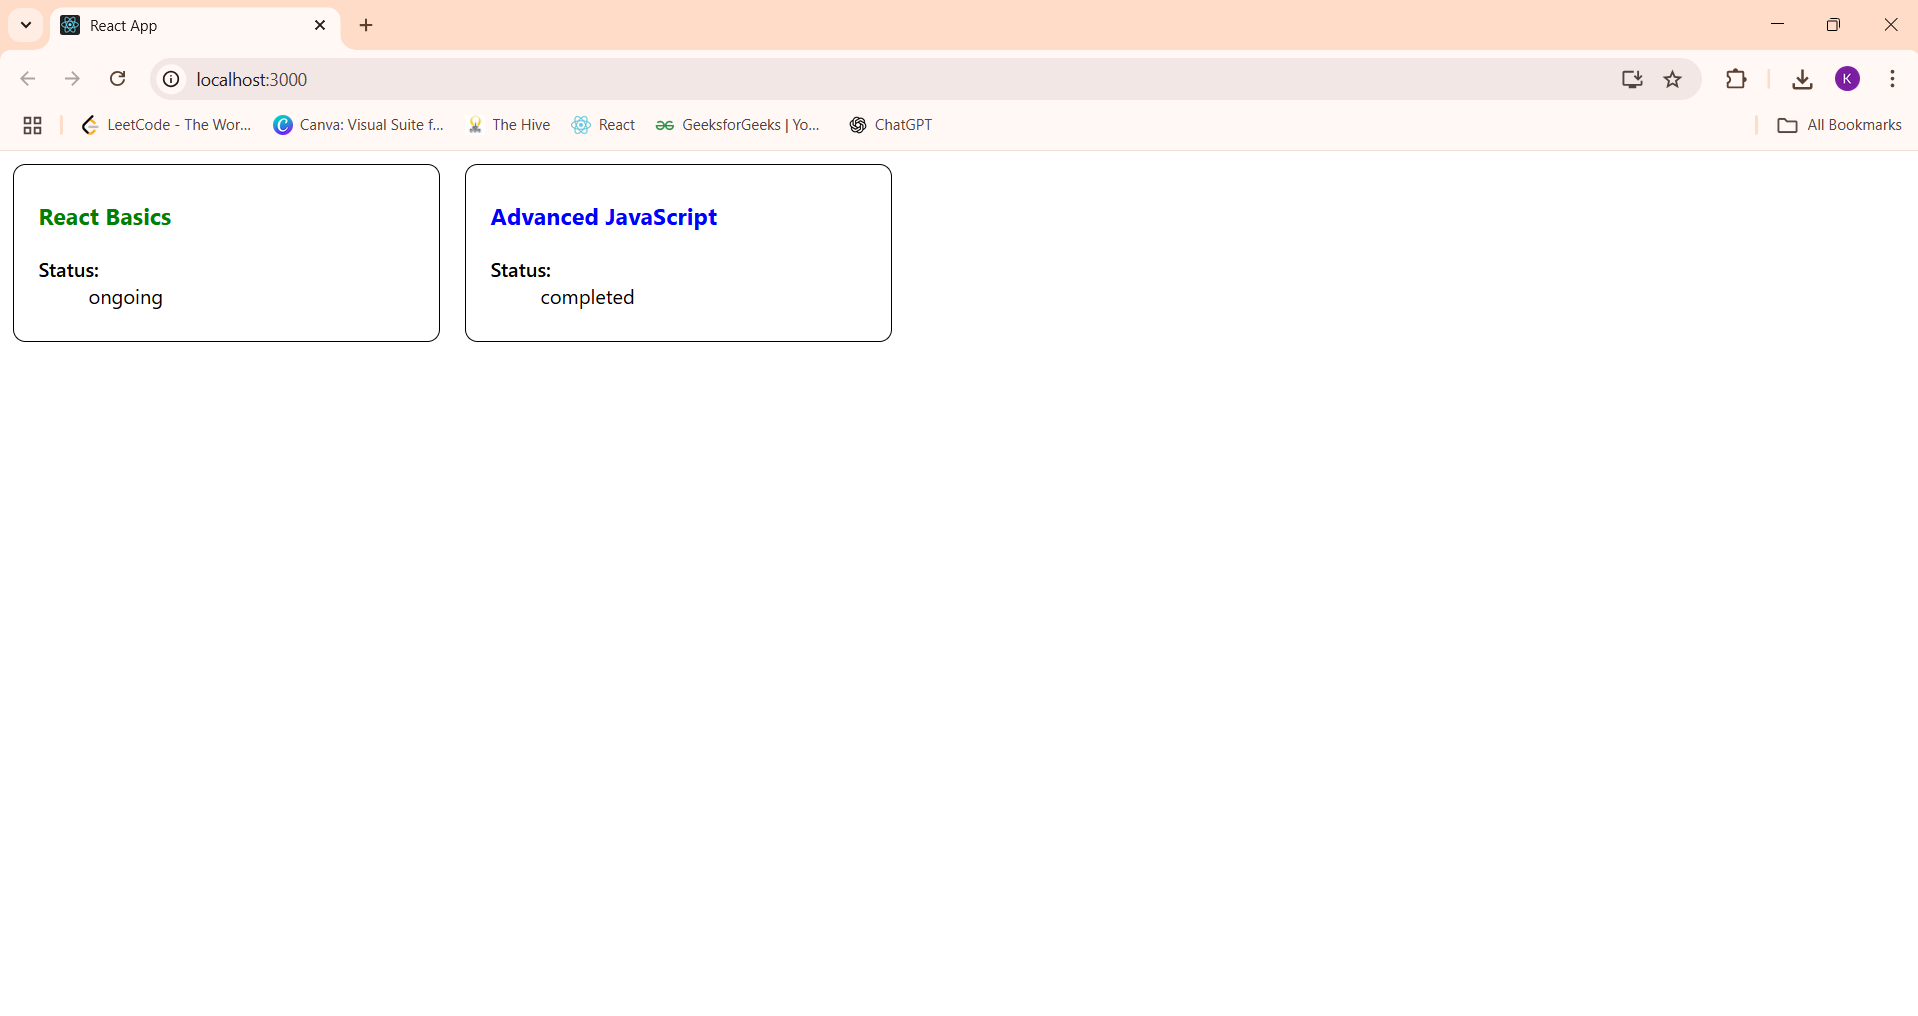 React App
localhost:3000
LeetCode - The Wor...
Canva: Visual Suite f...
The Hive
React
GeeksforGeeks | Yo...
ChatGPT
All Bookmarks
K
React Basics
Status:
ongoing
Advanced JavaScript
Status:
completed